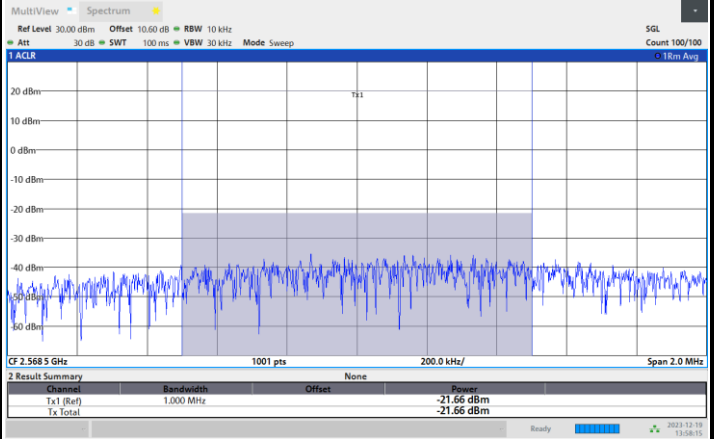 MultiView Spectrum
Ref Level 30.00 dBm Offset 10.60 dB RBW 10 kHz SGL
Att 30 dB SWT 100 ms VBW 30 kHz Mode Sweep Count 100/100
1 ACLR 1Rm Avg
Tx1
20 dBm
10 dBm
0 dBm
-10 dBm
-20 dBm
-30 dBm
-40 dBm
-50 dBm
-60 dBm
CF 2.5685 GHz 1001 pts 200.0 kHz/ Span 2.0 MHz
2 Result Summary None
Channel Bandwidth Offset Power
Tx1 (Ref) 1.000 MHz -21.66 dBm
Tx Total -21.66 dBm
Ready 2023-12-19
13:58:15